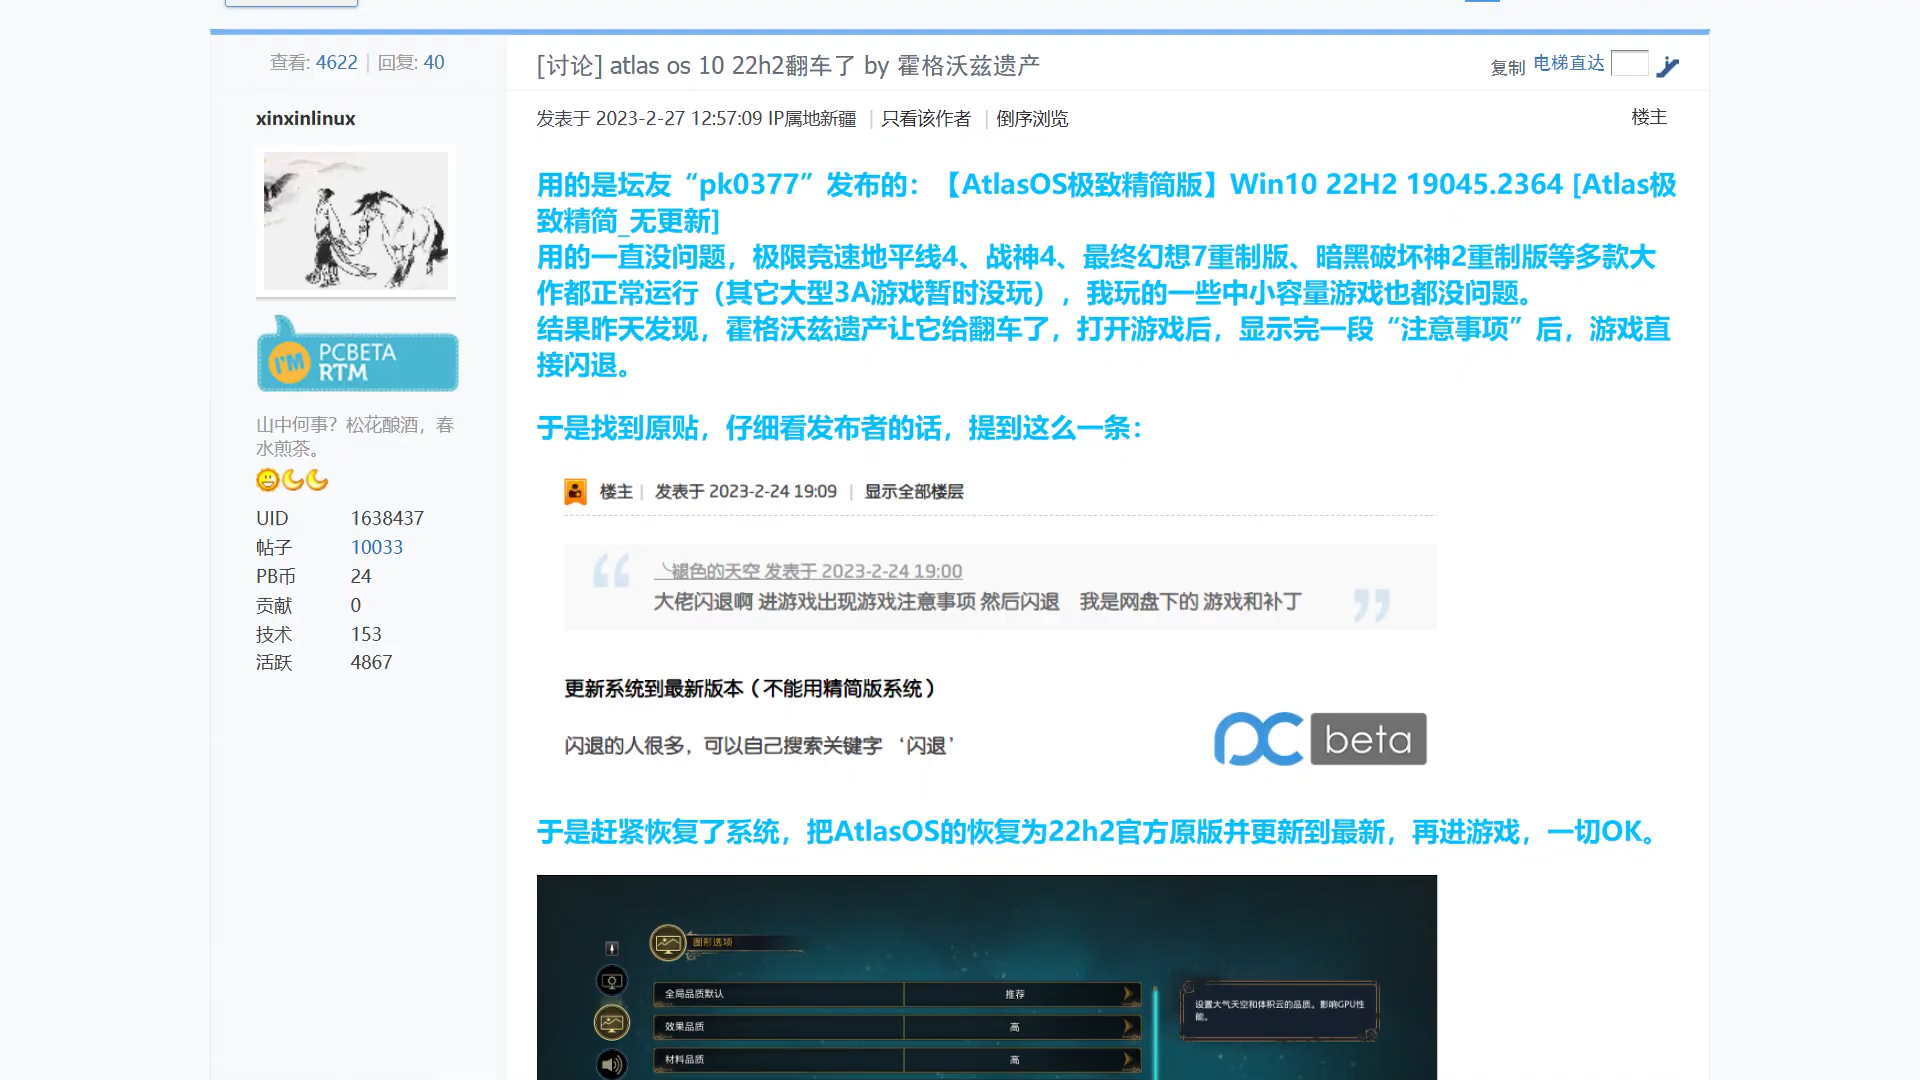 查看: 4622 | 回复: 40
[讨论] atlas os 10 22h2翻车了 by 霍格沃兹遗产
复制 电梯直达
xinxinlinux
发表于 2023-2-27 12:57:09 IP属地新疆 | 只看该作者 | 倒序浏览
楼主
用的是坛友“pk0377”发布的：【AtlasOS极致精简版】Win10 22H2 19045.2364 [Atlas极
致精简_无更新]
用的一直没问题，极限竞速地平线4、战神4、最终幻想7重制版、暗黑破坏神2重制版等多款大
作都正常运行（其它大型3A游戏暂时没玩），我玩的一些中小容量游戏也都没问题。
结果昨天发现，霍格沃兹遗产让它给翻车了，打开游戏后，显示完一段“注意事项”后，游戏直
接闪退。
I'M PCBETA
RTM
山中何事？松花酿酒，春
水煎茶。
UID 1638437
帖子 10033
PB币 24
贡献 0
技术 153
活跃 4867
于是找到原贴，仔细看发布者的话，提到这么一条：
楼主 | 发表于 2023-2-24 19:09 | 显示全部楼层
“ ╰褪色的天空 发表于 2023-2-24 19:00
大佬闪退啊 进游戏出现游戏注意事项 然后闪退 我是网盘下的 游戏和补丁 ”
更新系统到最新版本（不能用精简版系统）
闪退的人很多，可以自己搜索关键字 ‘闪退’
pc beta
于是赶紧恢复了系统，把AtlasOS的恢复为22h2官方原版并更新到最新，再进游戏，一切OK。
图形选项
全局品质默认 推荐
效果品质 高
材料品质 高
设置大气天空和体积云的品质。影响GPU性
能。